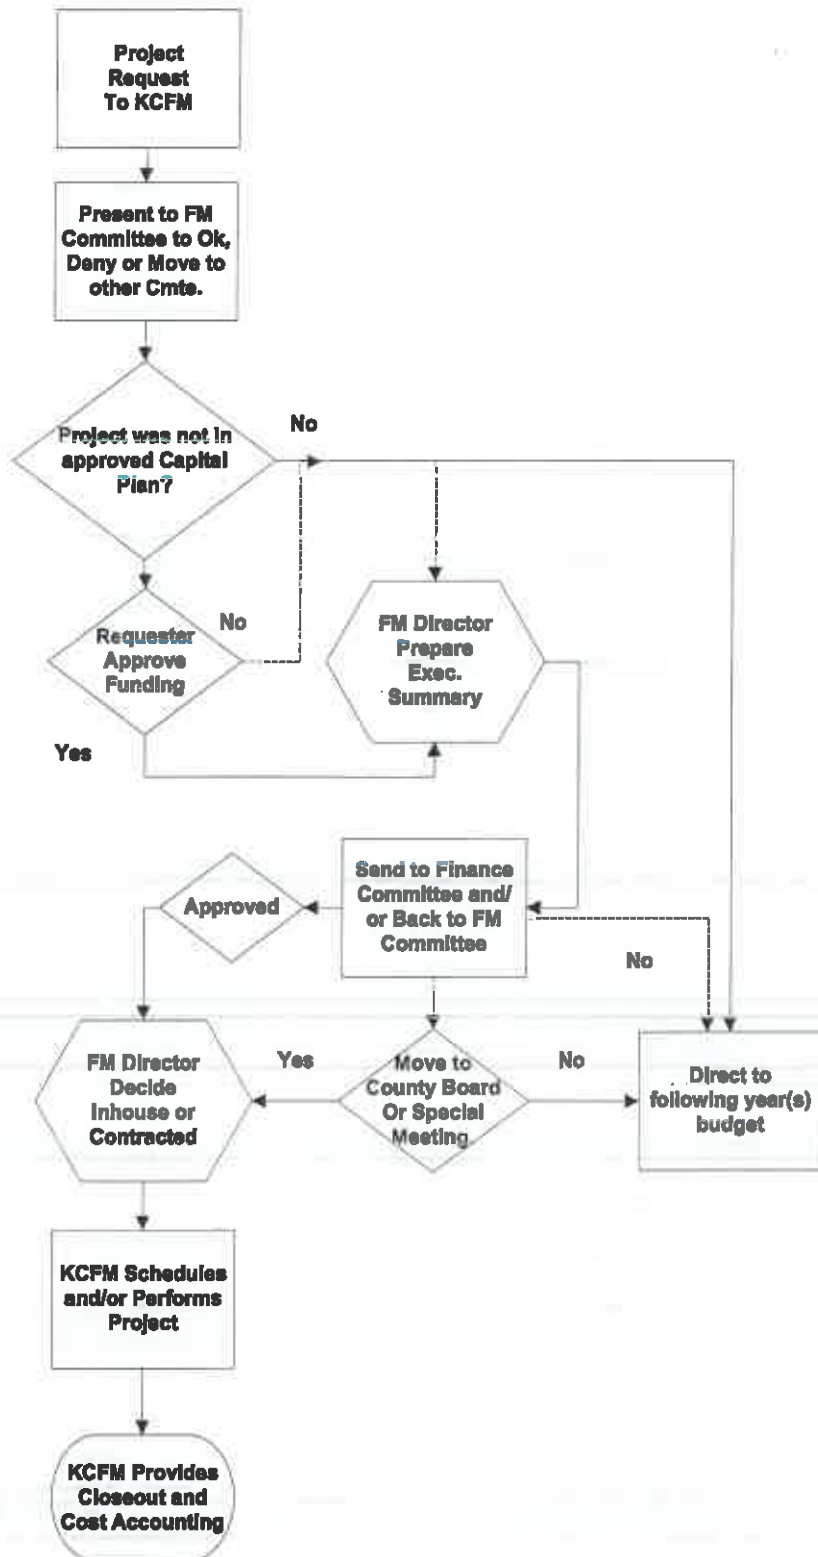 Project
Request
To KCFM
Present to FM
Committee to Ok,
Deny or Move to
other Cmte.
Project was not in
approved Capital
Plan?
No
Requester
Approve
Funding
No
Yes
FM Director
Prepare
Exec.
Summary
Send to Finance
Committee and/
or Back to FM
Committee
Approved
No
FM Director
Decide
Inhouse or
Contracted
Yes
Move to
County Board
Or Special
Meeting
No
Direct to
following year(s)
budget
KCFM Schedules
and/or Performs
Project
KCFM Provides
Closeout and
Cost Accounting